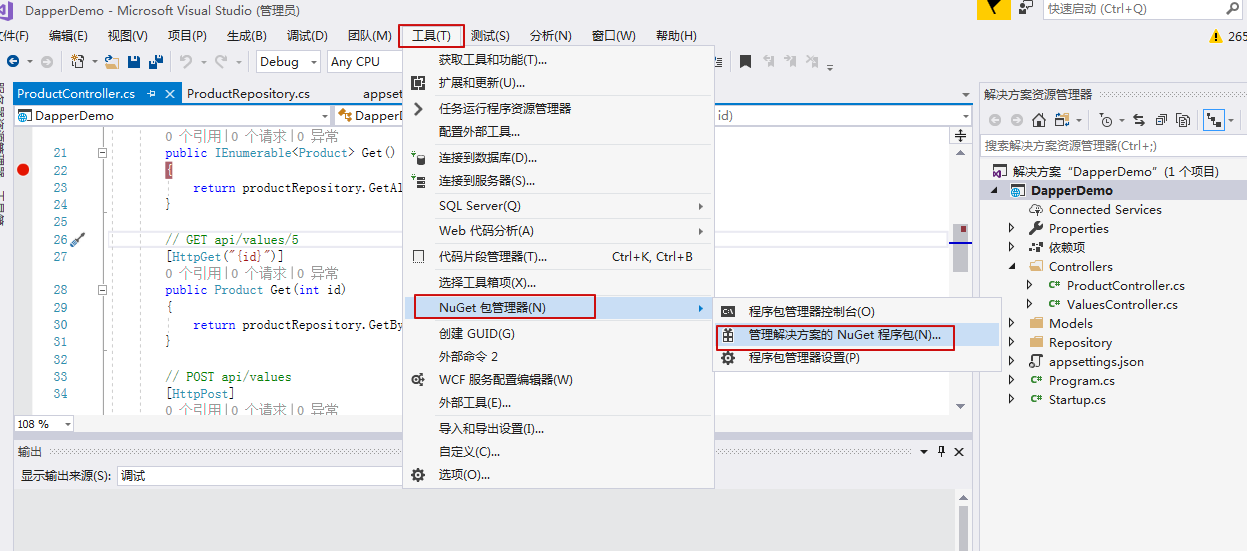 DapperDemo - Microsoft Visual Studio (管理员)
快速启动 (Ctrl+Q)
文件(F) 编辑(E) 视图(V) 项目(P) 生成(B) 调试(D) 团队(M) 工具(T) 测试(S) 分析(N) 窗口(W) 帮助(H)
265
Debug Any CPU
ProductController.cs ProductRepository.cs appset
DapperDemo DapperD id)
0 个引用|0 个请求|0 异常
21 public IEnumerable<Product> Get()
22 {
23 return productRepository.GetAl
24 }
25
26 // GET api/values/5
27 [HttpGet("{id}")]
0 个引用|0 个请求|0 异常
28 public Product Get(int id)
29 {
30 return productRepository.GetBy
31 }
32
33 // POST api/values
34 [HttpPost]
0 个引用|0 个请求|0 异常
108 %
输出
显示输出来源(S): 调试
获取工具和功能(T)...
扩展和更新(U)...
任务运行程序资源管理器
配置外部工具...
连接到数据库(D)...
连接到服务器(S)...
SQL Server(Q)
Web 代码分析(A)
代码片段管理器(T)... Ctrl+K, Ctrl+B
选择工具箱项(X)...
NuGet 包管理器(N)
创建 GUID(G)
外部命令 2
WCF 服务配置编辑器(W)
外部工具(E)...
导入和导出设置(I)...
自定义(C)...
选项(O)...
程序包管理器控制台(O)
管理解决方案的 NuGet 程序包(N)...
程序包管理器设置(P)
解决方案资源管理器
搜索解决方案资源管理器(Ctrl+;)
解决方案“DapperDemo”(1 个项目)
DapperDemo
Connected Services
Properties
依赖项
Controllers
ProductController.cs
ValuesController.cs
Models
Repository
appsettings.json
Program.cs
Startup.cs